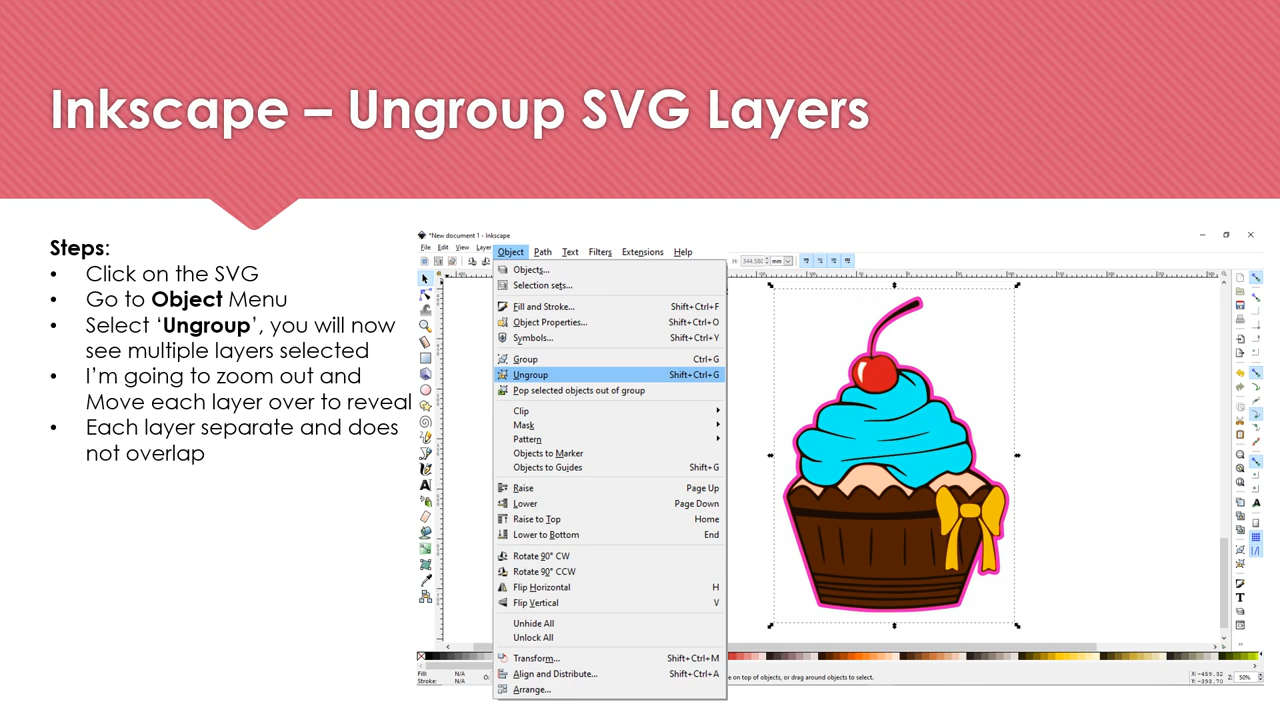 Inkscape – Ungroup SVG Layers
Steps:
• Click on the SVG
• Go to Object Menu
• Select ‘Ungroup’, you will now
see multiple layers selected
• I’m going to zoom out and
Move each layer over to reveal
• Each layer separate and does
not overlap
*New document 1 - Inkscape
File Edit View Layer Object Path Text Filters Extensions Help
H: 344.580 mm
Objects...
Selection sets...
Fill and Stroke... Shift+Ctrl+F
Object Properties... Shift+Ctrl+O
Symbols... Shift+Ctrl+Y
Group Ctrl+G
Ungroup Shift+Ctrl+G
Pop selected objects out of group
Clip
Mask
Pattern
Objects to Marker
Objects to Guides Shift+G
Raise Page Up
Lower Page Down
Raise to Top Home
Lower to Bottom End
Rotate 90° CW
Rotate 90° CCW
Flip Horizontal H
Flip Vertical V
Unhide All
Unlock All
Transform... Shift+Ctrl+M
Align and Distribute... Shift+Ctrl+A
Arrange...
Fill: N/A
Stroke: N/A O:
e on top of objects, or drag around objects to select.
X: -459.32
Y: -393.70
Z: 50%